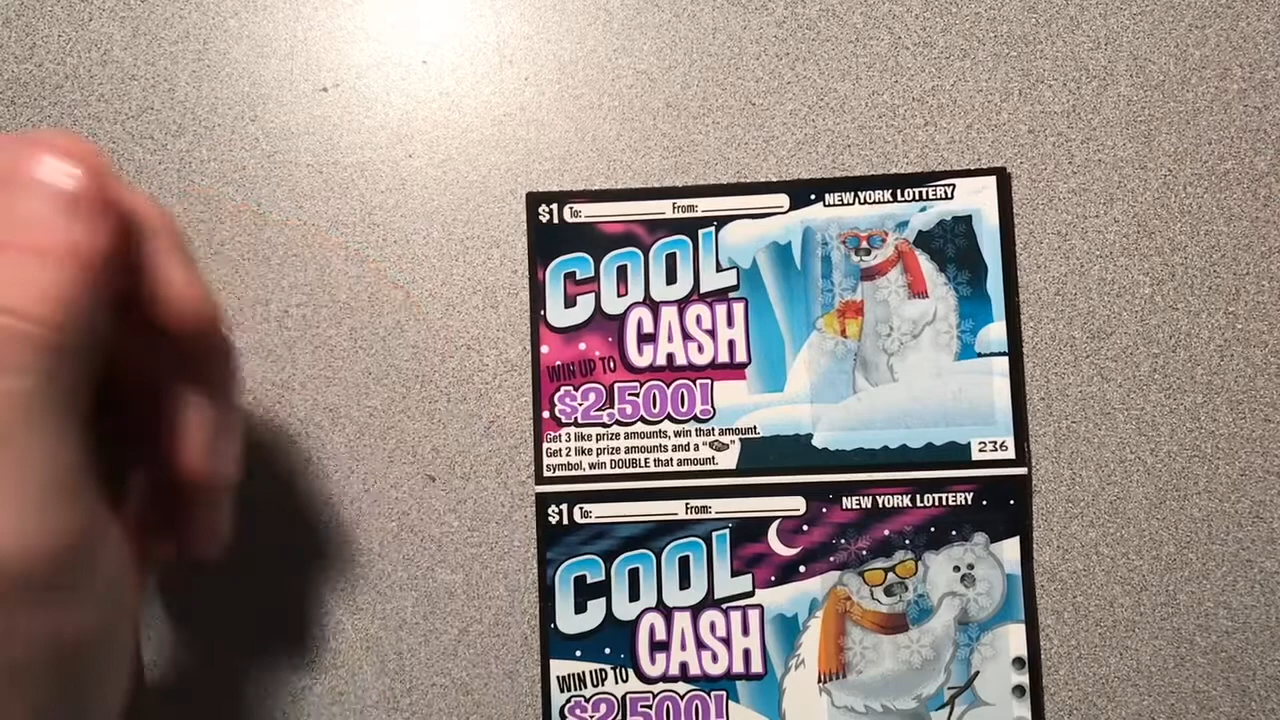 $1 To: From: NEW YORK LOTTERY
COOL
CASH
WIN UP TO
$2,500!
Get 3 like prize amounts, win that amount.
Get 2 like prize amounts and a " "
symbol, win DOUBLE that amount.
236
$1 To: From: NEW YORK LOTTERY
COOL
CASH
WIN UP TO
$2,500!